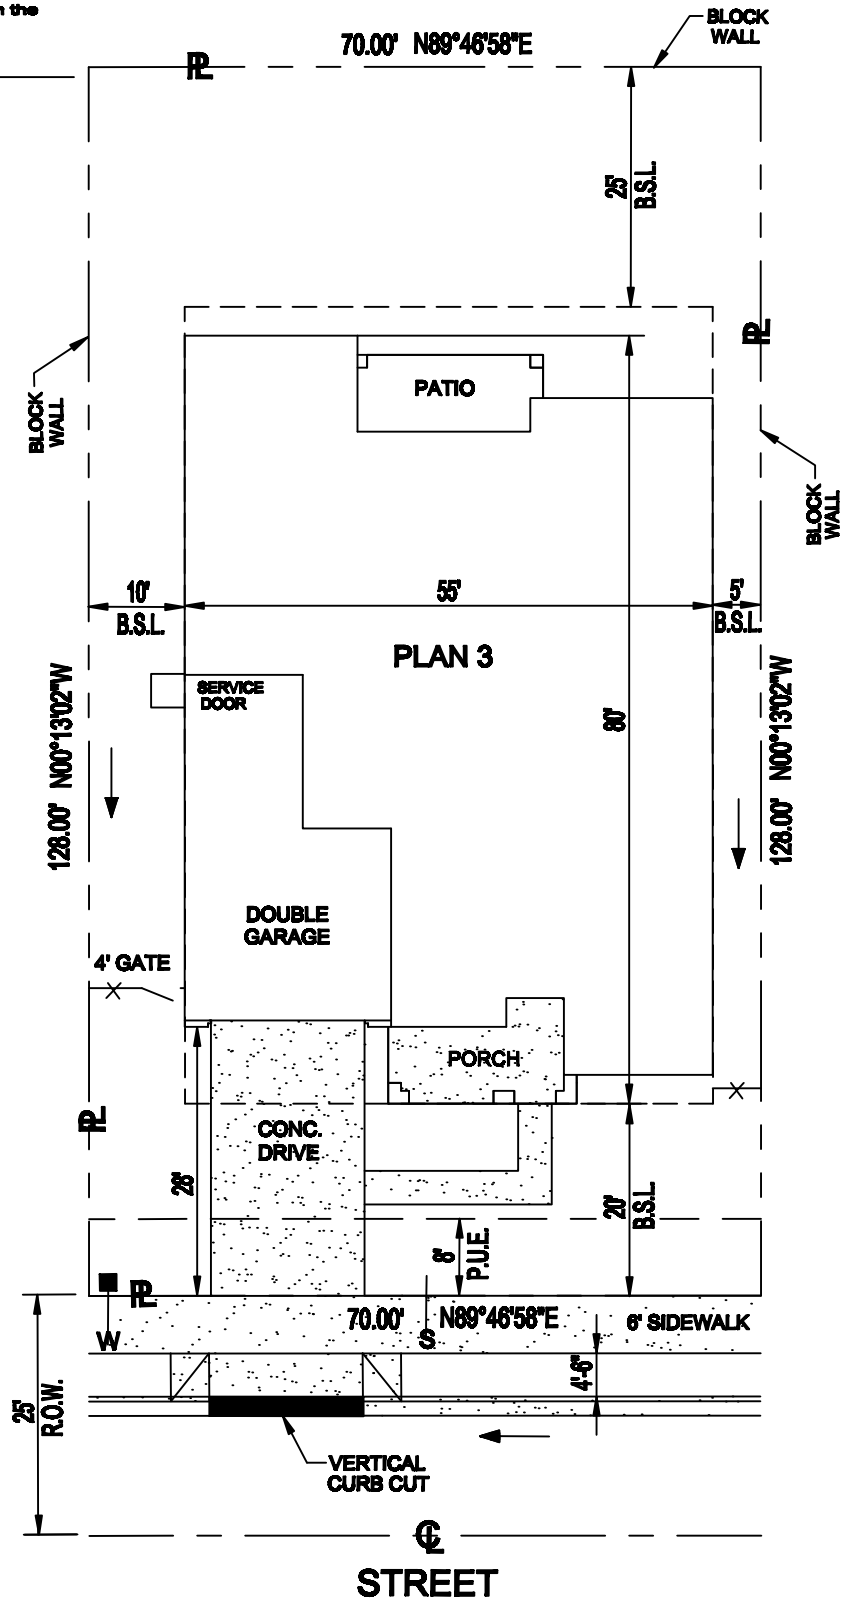 n the
BLOCK
WALL
70.00' N89°46'58"E
PL
25'
B.S.L.
PL
PATIO
BLOCK
WALL
BLOCK
WALL
10'
B.S.L.
55'
5'
B.S.L.
PLAN 3
128.00' N00°13'02"W
SERVICE
DOOR
80'
128.00' N00°13'02"W
DOUBLE
GARAGE
4' GATE
PORCH
PL
CONC.
DRIVE
28'
20'
B.S.L.
8'
P.U.E.
PL
70.00' N89°46'58"E
6' SIDEWALK
W
S
4'-6"
25'
R.O.W.
VERTICAL
CURB CUT
CL
STREET